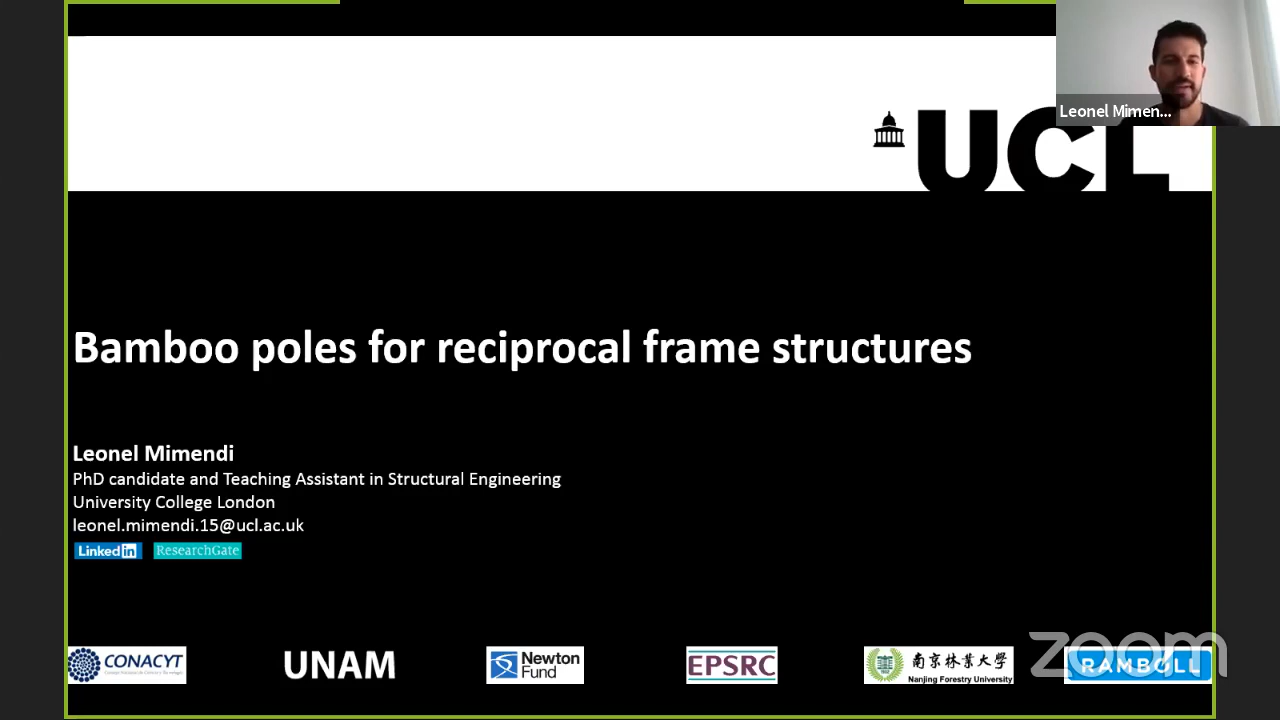 Leonel Mimen...
UCL
Bamboo poles for reciprocal frame structures
Leonel Mimendi
PhD candidate and Teaching Assistant in Structural Engineering
University College London
leonel.mimendi.15@ucl.ac.uk
Linkedin ResearchGate
CONACYT
UNAM
Newton
Fund
EPSRC
南京林業大學
Nanjing Forestry University
RAMBOLL
zoom